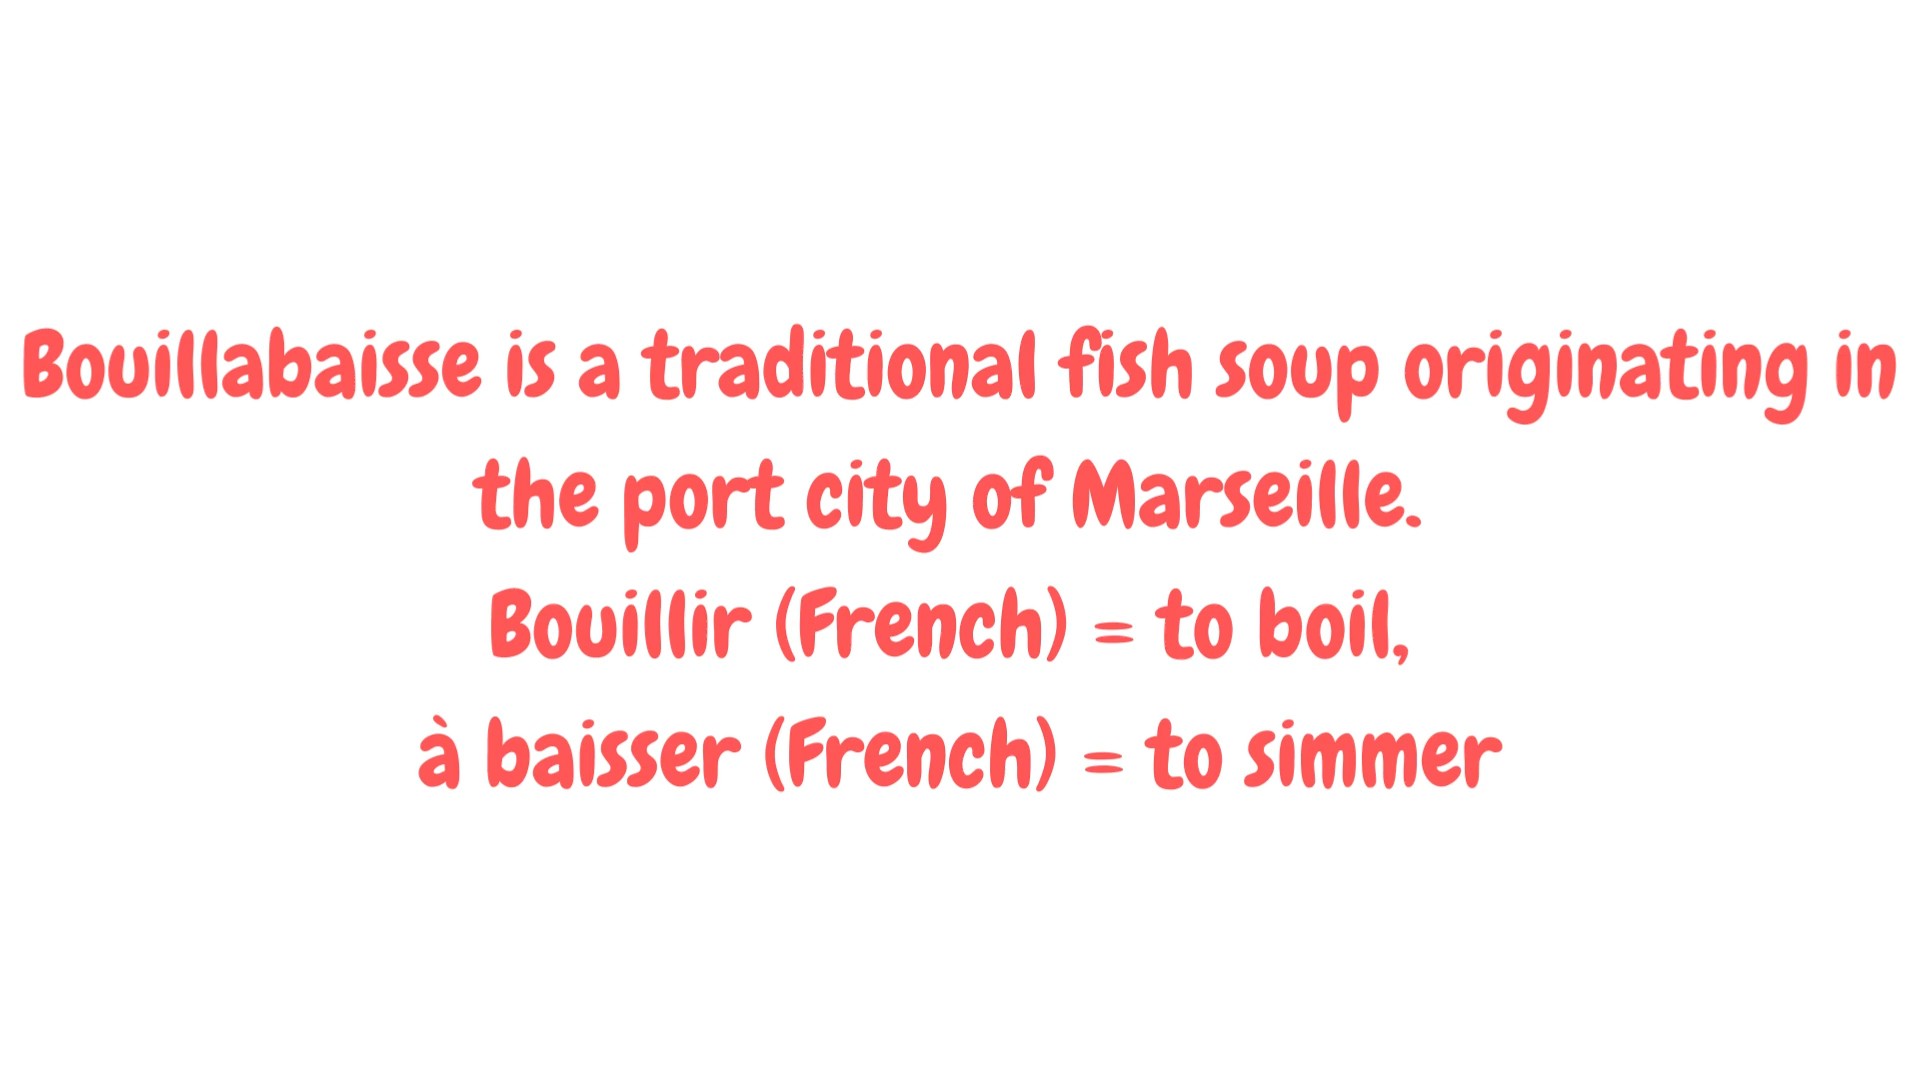 Bouillabaisse is a traditional fish soup originating in
the port city of Marseille.
Bouillir (French) = to boil,
à baisser (French) = to simmer